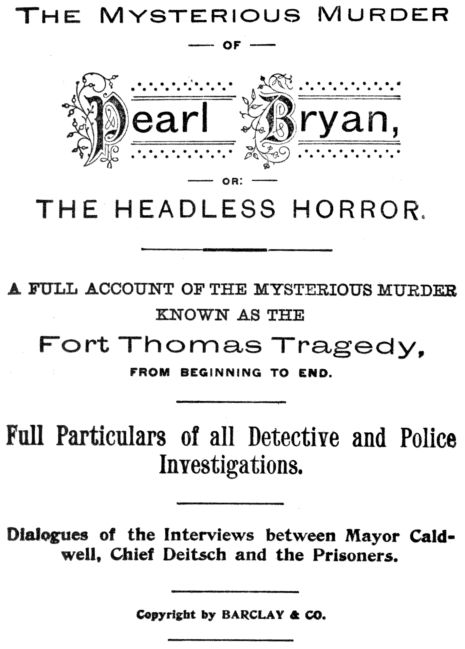 THE MYSTERIOUS MURDER
— OF —
Pearl Bryan,
— OR: —
THE HEADLESS HORROR.
A FULL ACCOUNT OF THE MYSTERIOUS MURDER
KNOWN AS THE
Fort Thomas Tragedy,
FROM BEGINNING TO END.
Full Particulars of all Detective and Police
Investigations.
Dialogues of the Interviews between Mayor Cald-
well, Chief Deitsch and the Prisoners.
Copyright by BARCLAY & CO.